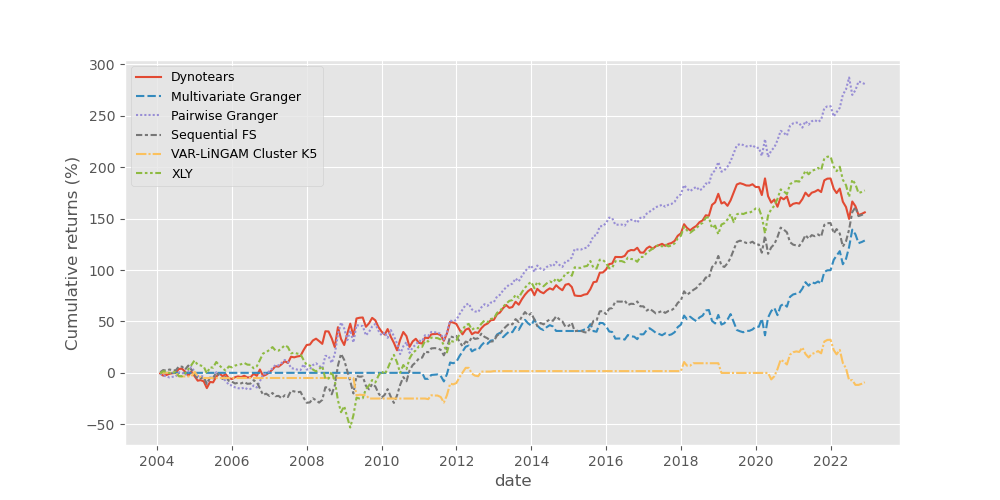 Dynotears
Multivariate Granger
Pairwise Granger
Sequential FS
VAR-LiNGAM Cluster K5
XLY
Cumulative returns (%)
300
250
200
150
100
50
0
−50
2004 2006 2008 2010 2012 2014 2016 2018 2020 2022
date